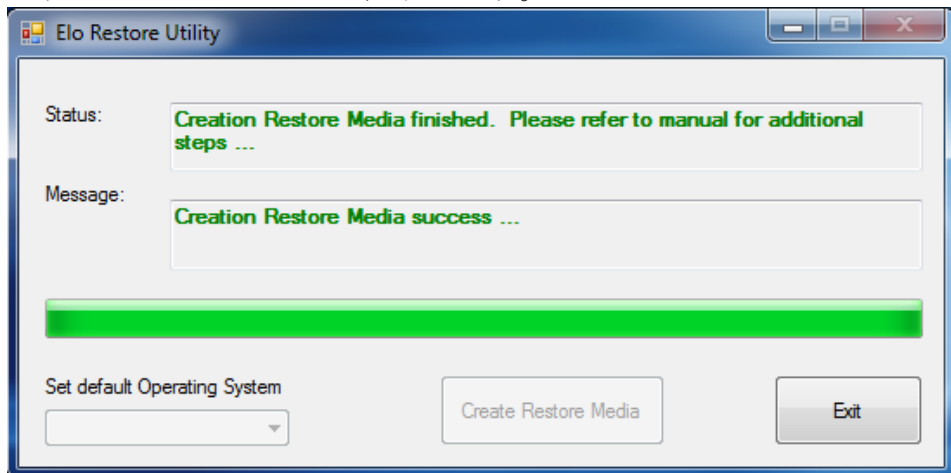 Elo Restore Utility
Status:
Creation Restore Media finished.  Please refer to manual for additional
steps ...
Message:
Creation Restore Media success ...
Set default Operating System
Create Restore Media
Exit